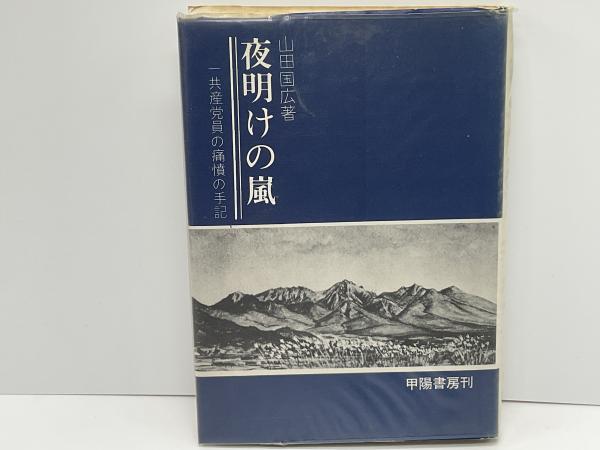 山田国広著
夜明けの嵐
一共産党員の痛憤の手記
甲陽書房刊